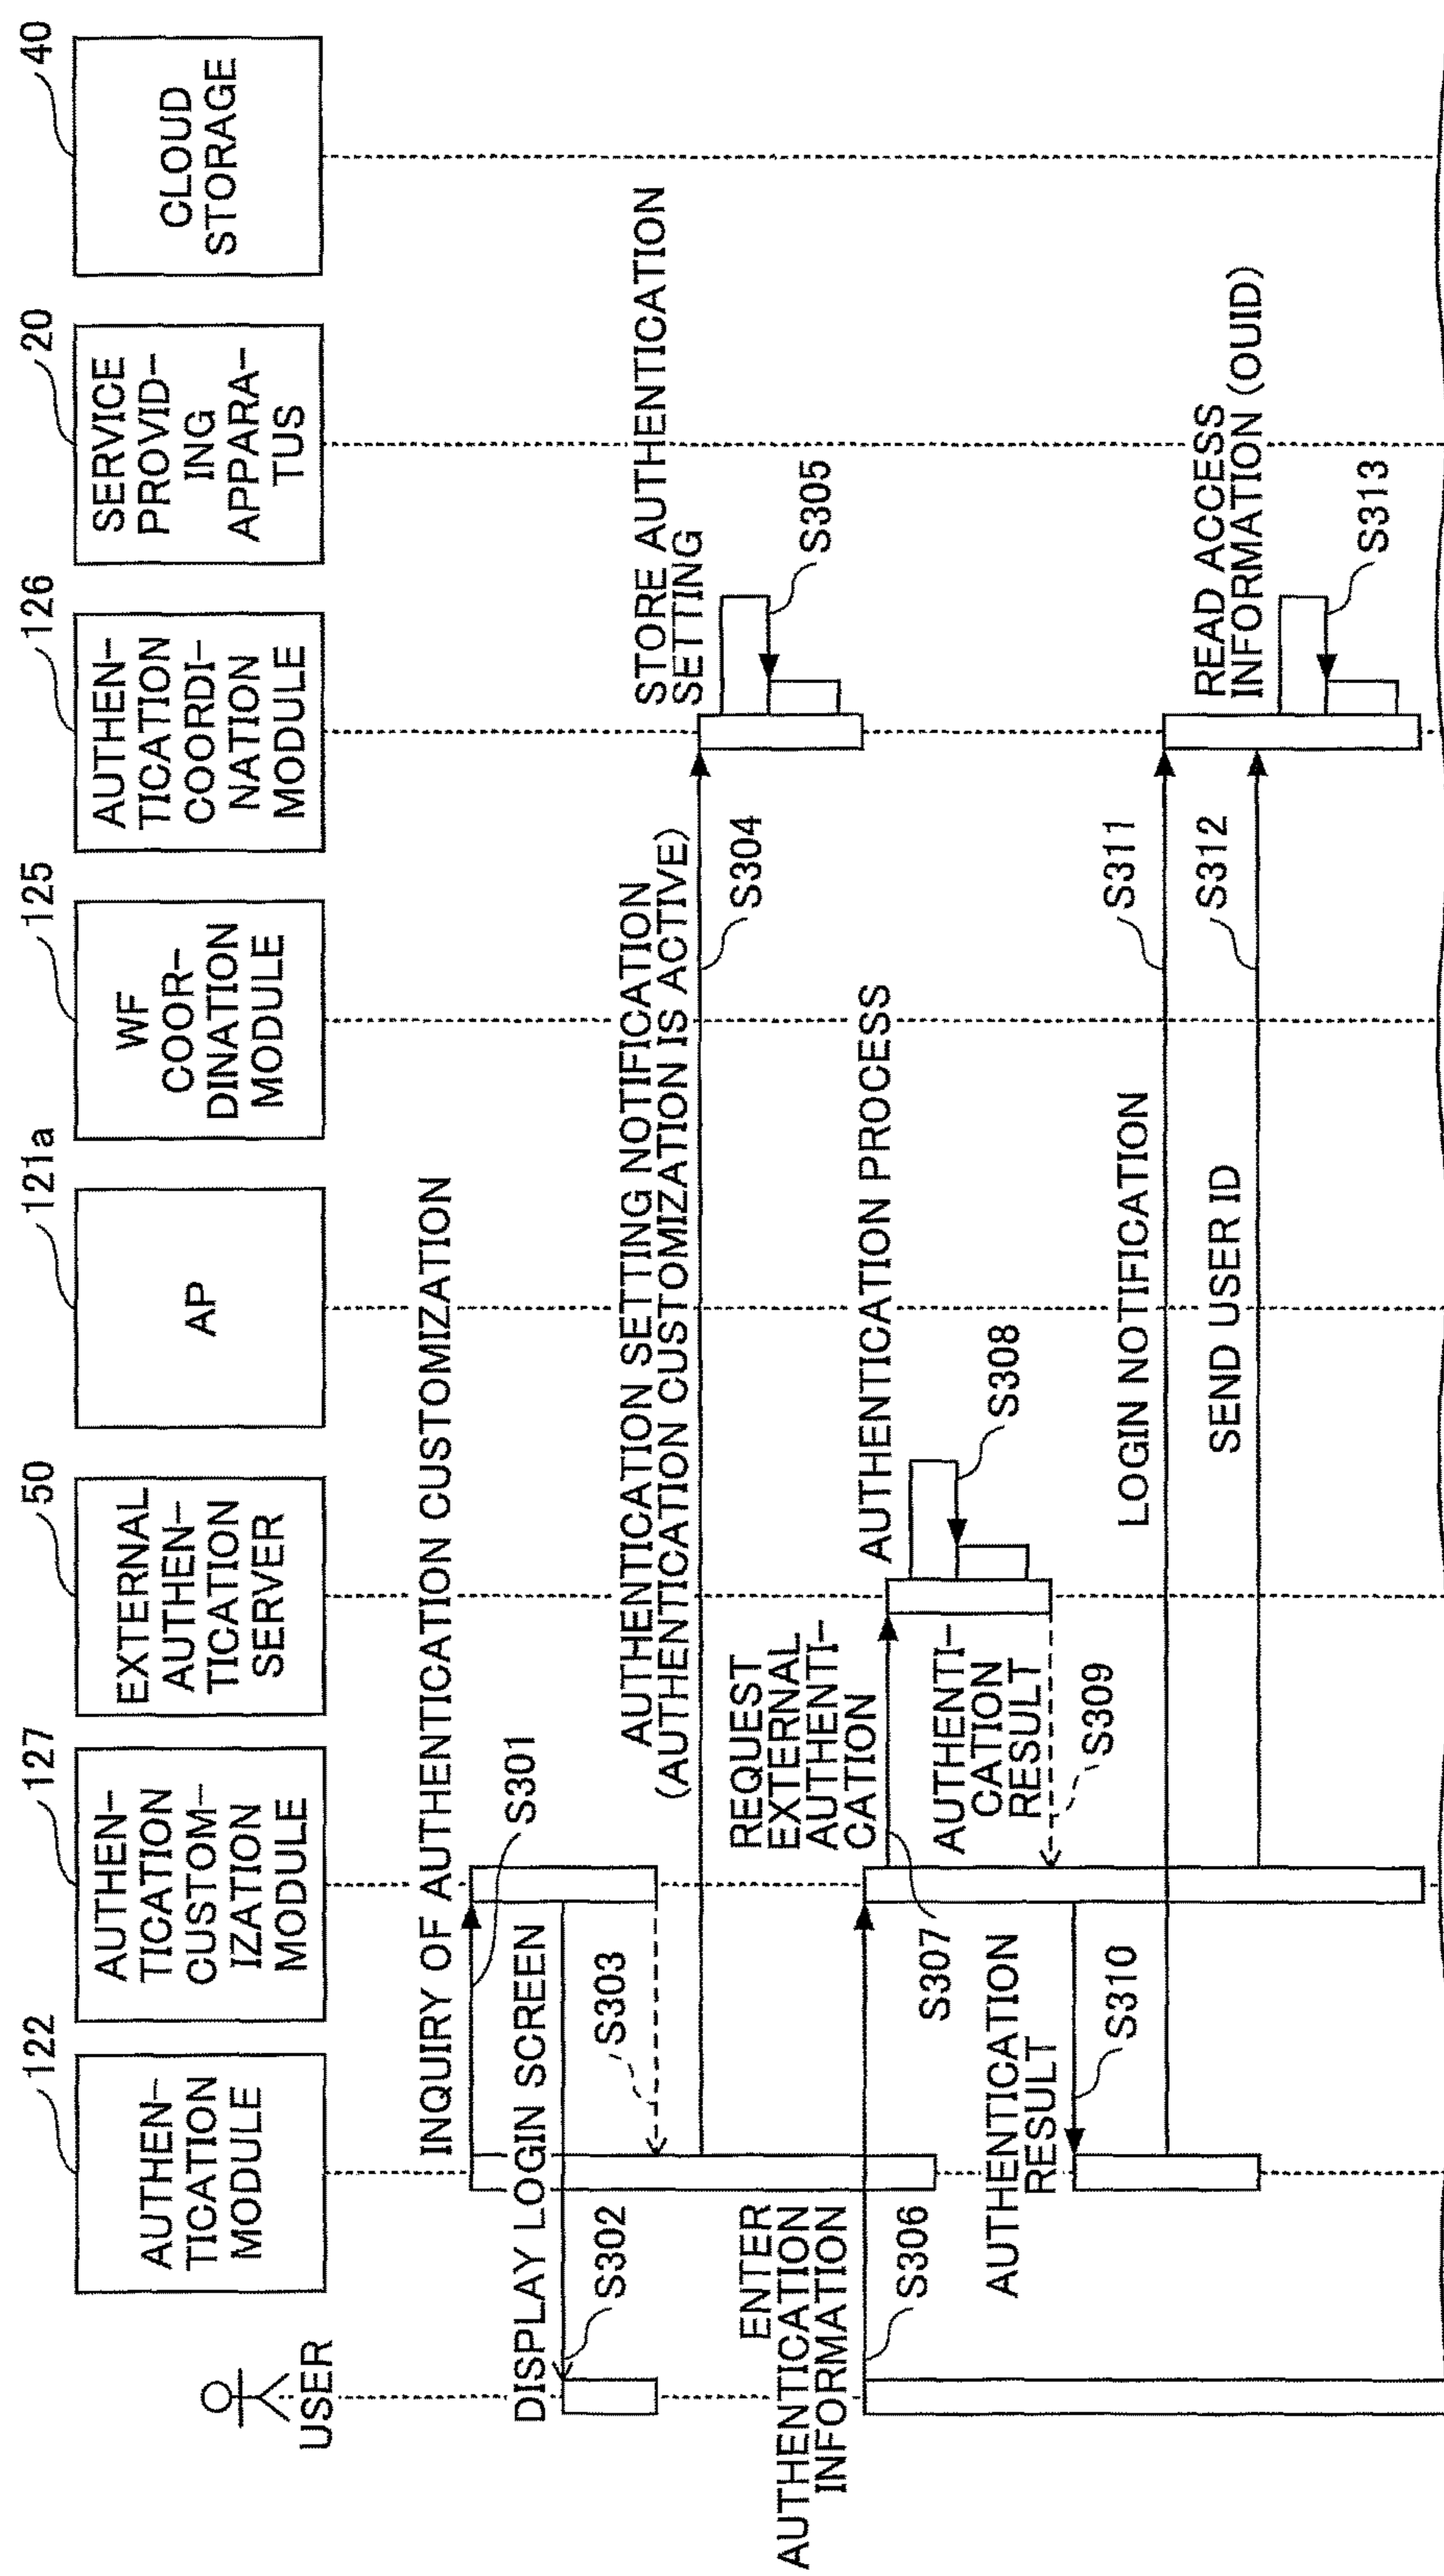 USER
122
AUTHEN-
TICATION
MODULE
127
AUTHEN-
TICATION
CUSTOM-
IZATION
MODULE
50
EXTERNAL
AUTHEN-
TICATION
SERVER
121a
AP
125
WF
COOR-
DINATION
MODULE
126
AUTHEN-
TICATION
COORDI-
NATION
MODULE
20
SERVICE
PROVID-
ING
APPARA-
TUS
40
CLOUD
STORAGE
INQUIRY OF AUTHENTICATION CUSTOMIZATION
S301
DISPLAY LOGIN SCREEN
S302
S303
AUTHENTICATION SETTING NOTIFICATION
(AUTHENTICATION CUSTOMIZATION IS ACTIVE)
S304
STORE AUTHENTICATION
SETTING
S305
ENTER
AUTHENTICATION
INFORMATION
S306
REQUEST
EXTERNAL
AUTHENTI-
CATION
S307
AUTHENTICATION PROCESS
S308
AUTHENTI-
CATION
RESULT
S309
AUTHENTICATION
RESULT
S310
LOGIN NOTIFICATION
S311
SEND USER ID
S312
READ ACCESS
INFORMATION (OUID)
S313